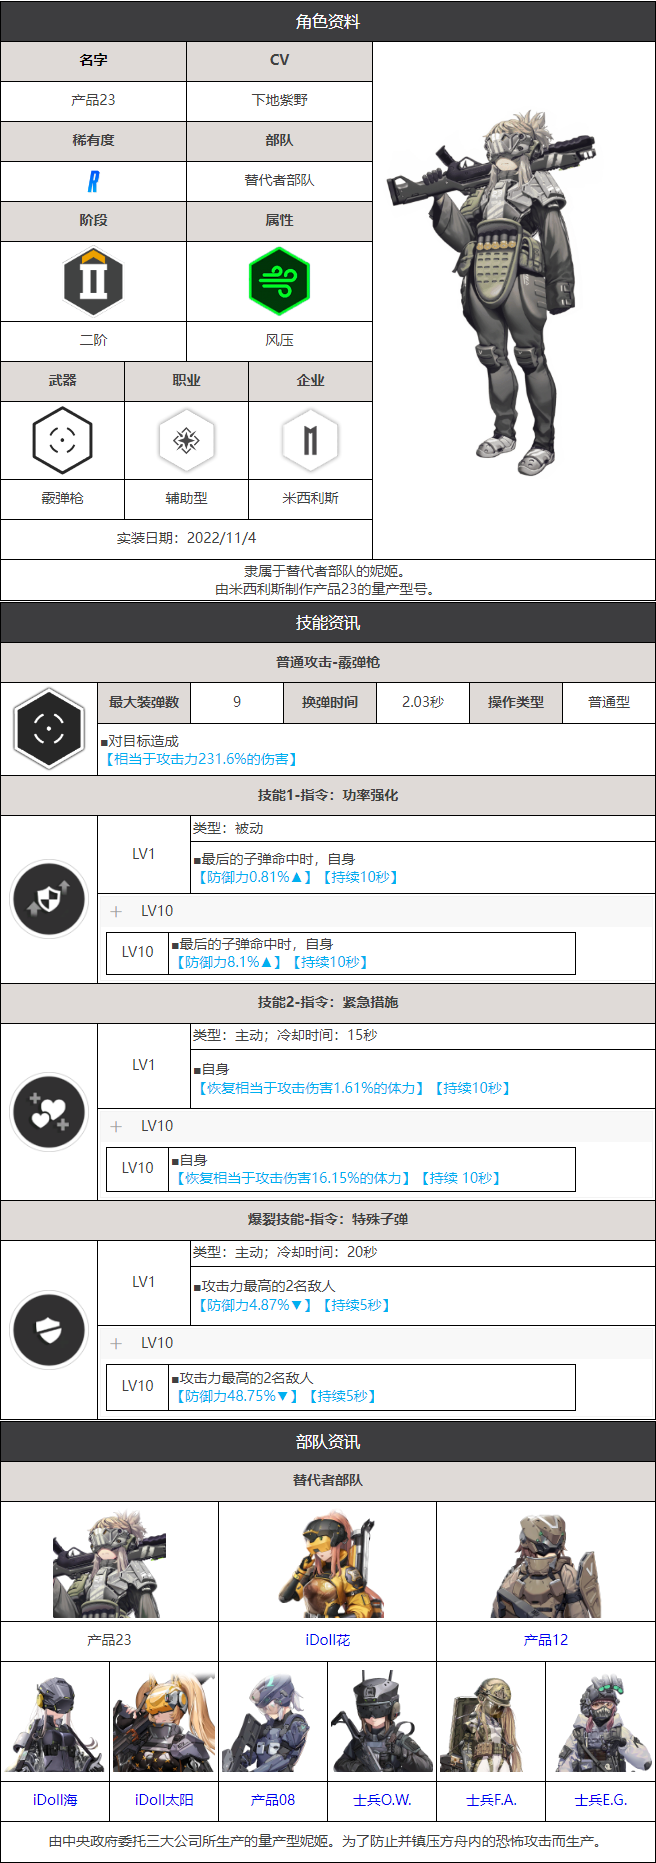 角色资料
名字
CV
产品23
下地紫野
稀有度
部队
R
替代者部队
阶段
属性
II
二阶
风压
武器
职业
企业
霰弹枪
辅助型
米西利斯
实装日期：2022/11/4
隶属于替代者部队的妮姬。
由米西利斯制作产品23的量产型号。
技能资讯
普通攻击-霰弹枪
最大装弹数
9
换弹时间
2.03秒
操作类型
普通型
■对目标造成
【相当于攻击力231.6%的伤害】
技能1-指令：功率强化
LV1
类型：被动
■最后的子弹命中时，自身
【防御力0.81%▲】【持续10秒】
+ LV10
LV10
■最后的子弹命中时，自身
【防御力8.1%▲】【持续10秒】
技能2-指令：紧急措施
LV1
类型：主动；冷却时间：15秒
■自身
【恢复相当于攻击伤害1.61%的体力】【持续10秒】
+ LV10
LV10
■自身
【恢复相当于攻击伤害16.15%的体力】【持续 10秒】
爆裂技能-指令：特殊子弹
LV1
类型：主动；冷却时间：20秒
■攻击力最高的2名敌人
【防御力4.87%▼】【持续5秒】
+ LV10
LV10
■攻击力最高的2名敌人
【防御力48.75%▼】【持续5秒】
部队资讯
替代者部队
产品23
iDoll花
产品12
iDoll海
iDoll太阳
产品08
士兵O.W.
士兵F.A.
士兵E.G.
由中央政府委托三大公司所生产的量产型妮姬。为了防止并镇压方舟内的恐怖攻击而生产。